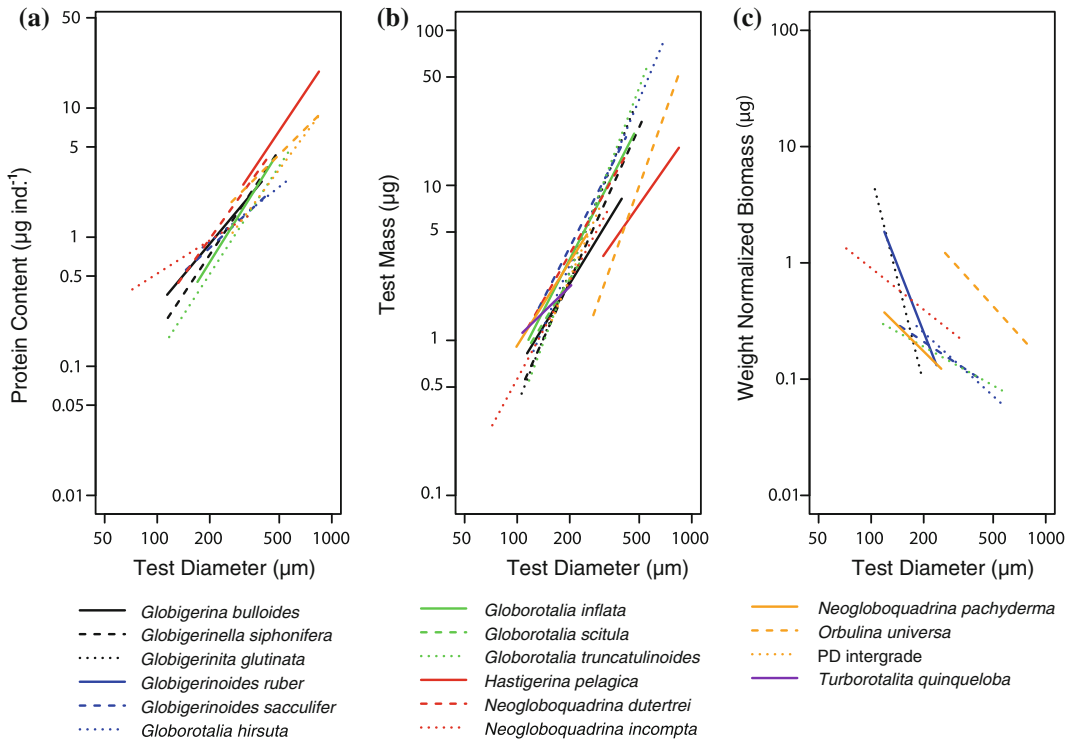 (a)
(b)
(c)
Protein Content (µg ind.-1)
50
10
5
1
0.5
0.1
0.05
0.01
50
100
200
500
1000
Test Diameter (µm)
Test Mass (µg)
100
50
10
5
1
0.5
0.1
50
100
200
500
1000
Test Diameter (µm)
Weight Normalized Biomass (µg)
100
10
1
0.1
0.01
50
100
200
500
1000
Test Diameter (µm)
Globigerina bulloides
Globigerinella siphonifera
Globigerinita glutinata
Globigerinoides ruber
Globigerinoides sacculifer
Globorotalia hirsuta
Globorotalia inflata
Globorotalia scitula
Globorotalia truncatulinoides
Hastigerina pelagica
Neogloboquadrina dutertrei
Neogloboquadrina incompta
Neogloboquadrina pachyderma
Orbulina universa
PD intergrade
Turborotalita quinqueloba